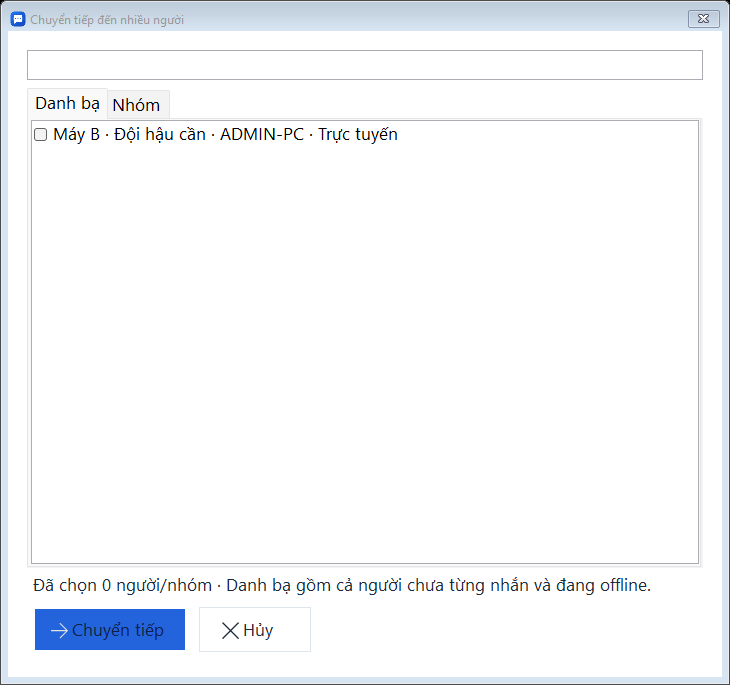 Chuyển tiếp đến nhiều người
Danh bạ
Nhóm
Máy B · Đội hậu cần · ADMIN-PC · Trực tuyến
Đã chọn 0 người/nhóm · Danh bạ gồm cả người chưa từng nhắn và đang offline.
Chuyển tiếp
Hủy